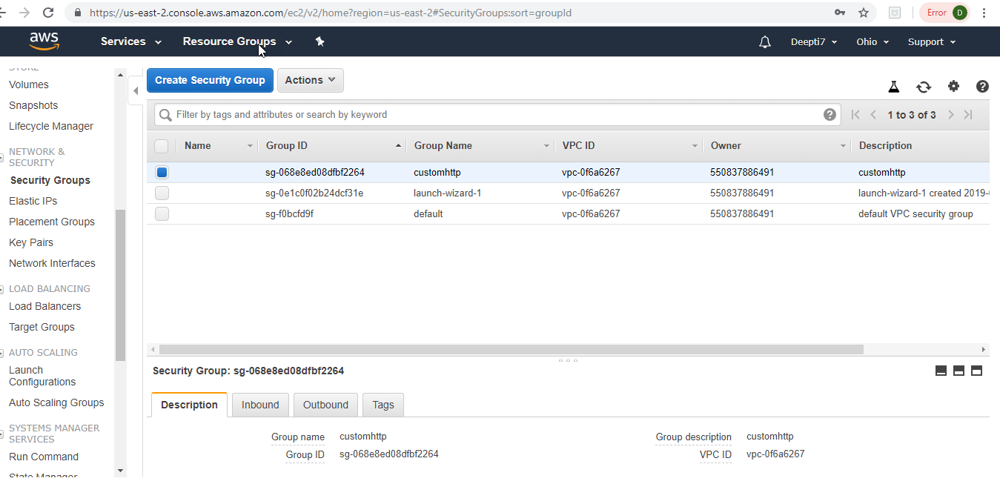 https://us-east-2.console.aws.amazon.com/ec2/v2/home?region=us-east-2#SecurityGroups:sort=groupId
Error D
aws Services Resource Groups Deepti7 Ohio Support
Volumes
Snapshots
Lifecycle Manager
NETWORK &
SECURITY
Security Groups
Elastic IPs
Placement Groups
Key Pairs
Network Interfaces
LOAD BALANCING
Load Balancers
Target Groups
AUTO SCALING
Launch
Configurations
Auto Scaling Groups
SYSTEMS MANAGER
SERVICES
Run Command
State Manager
Create Security Group Actions
Filter by tags and attributes or search by keyword
1 to 3 of 3
Name Group ID Group Name VPC ID Owner Description
sg-068e8ed08dfbf2264 customhttp vpc-0f6a6267 550837886491 customhttp
sg-0e1c0f02b24dcf31e launch-wizard-1 vpc-0f6a6267 550837886491 launch-wizard-1 created 2019-
sg-f0bcfd9f default vpc-0f6a6267 550837886491 default VPC security group
Security Group: sg-068e8ed08dfbf2264
Description Inbound Outbound Tags
Group name customhttp Group description customhttp
Group ID sg-068e8ed08dfbf2264 VPC ID vpc-0f6a6267